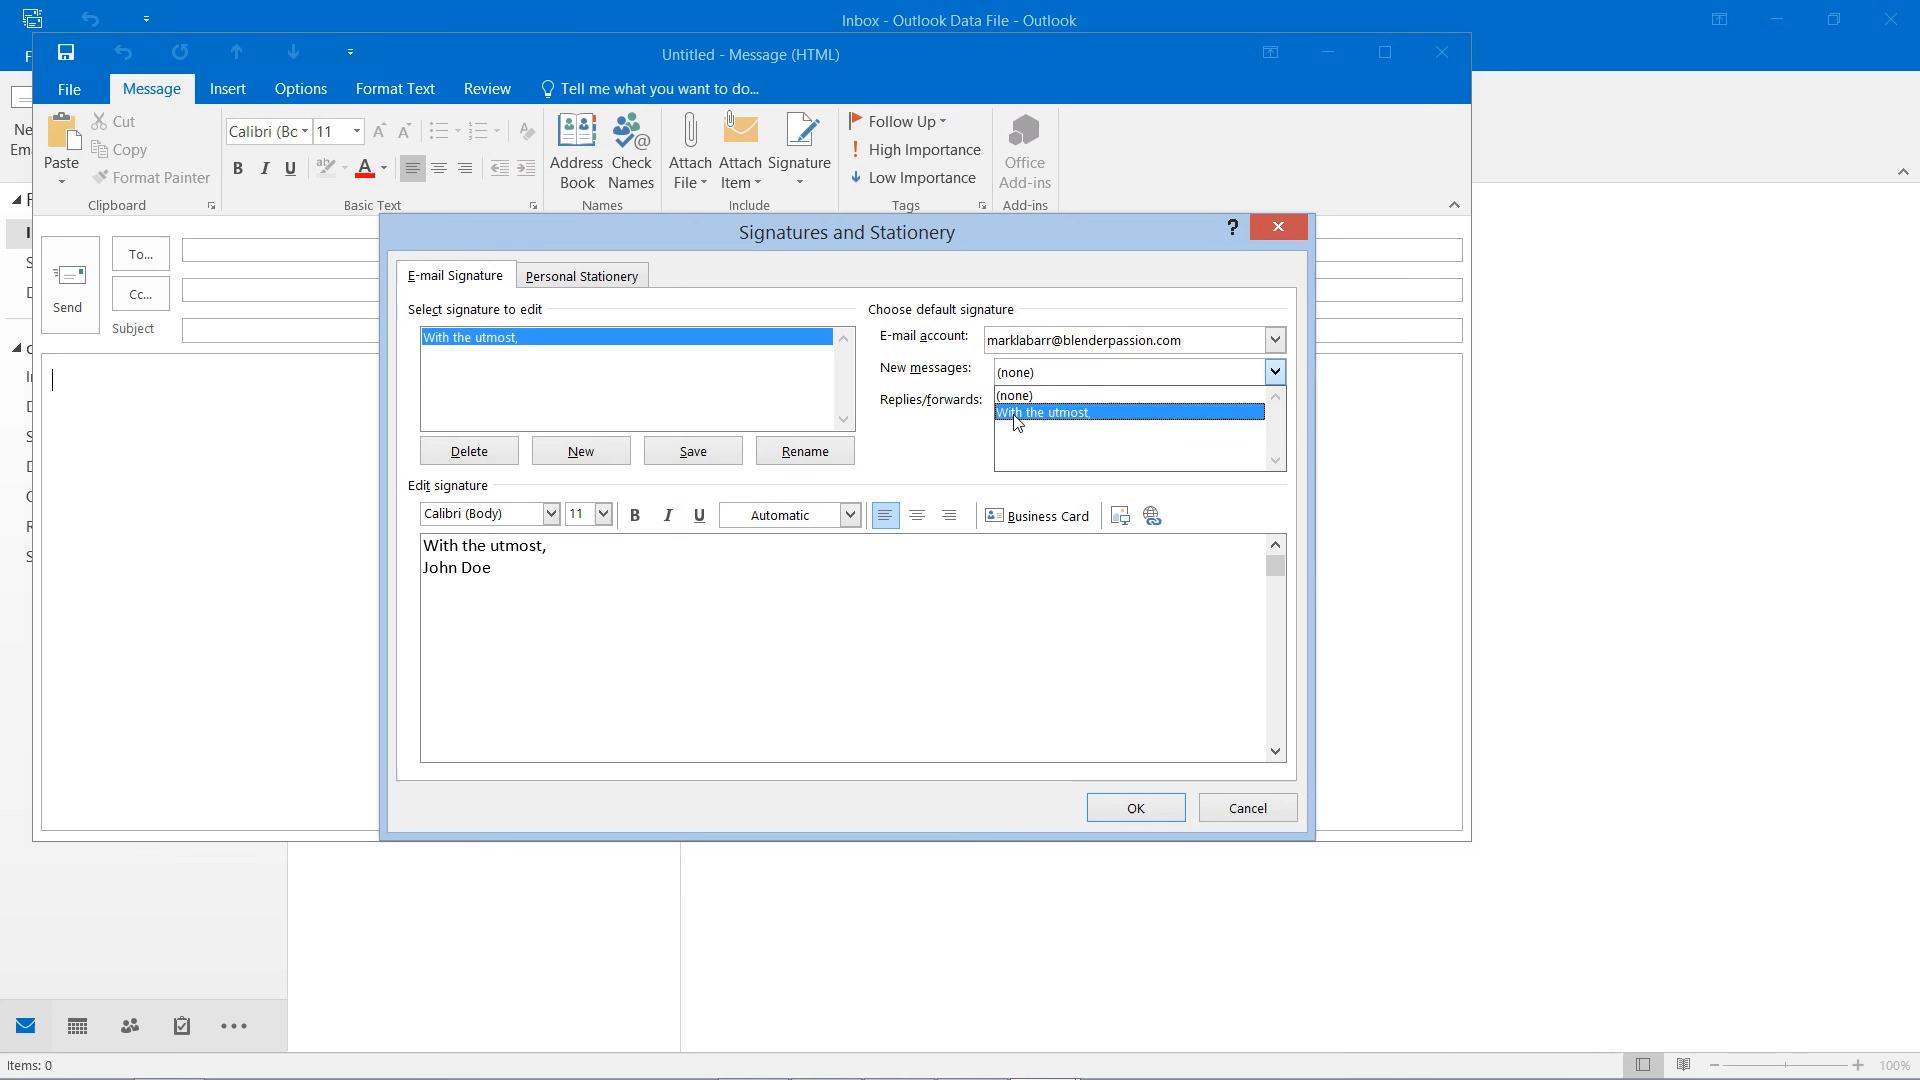 Inbox - Outlook Data File - Outlook
Untitled - Message (HTML)
File Message Insert Options Format Text Review Tell me what you want to do...
Paste
Cut
Copy
Format Painter
Clipboard
Calibri (Bc 11
B I U A
Basic Text
Address Book
Check Names
Names
Attach File
Attach Item
Signature
Include
Follow Up
High Importance
Low Importance
Tags
Office Add-ins
Add-ins
Send
To...
Cc...
Subject
Signatures and Stationery
E-mail Signature Personal Stationery
Select signature to edit
With the utmost,
Delete New Save Rename
Choose default signature
E-mail account: marklabarr@blenderpassion.com
New messages: (none)
(none)
With the utmost,
Replies/forwards:
Edit signature
Calibri (Body) 11 B I U Automatic Business Card
With the utmost,
John Doe
OK Cancel
Items: 0
100%